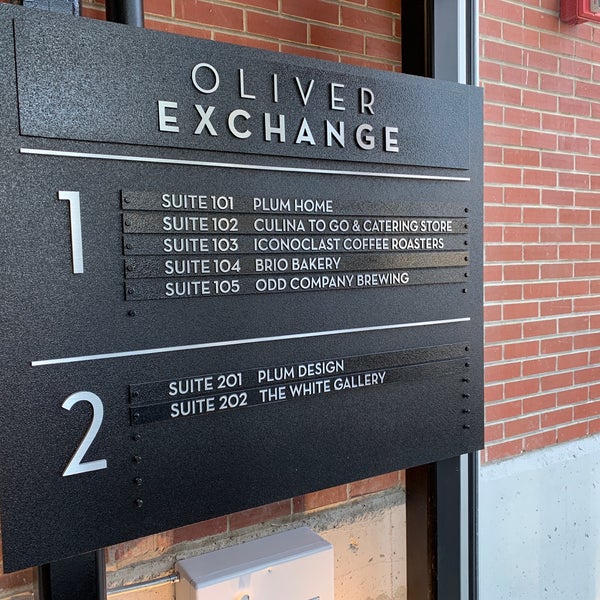 OLIVER
EXCHANGE
1
SUITE 101 PLUM HOME
SUITE 102 CULINA TO GO & CATERING STORE
SUITE 103 ICONOCLAST COFFEE ROASTERS
SUITE 104 BRIO BAKERY
SUITE 105 ODD COMPANY BREWING
2
SUITE 201 PLUM DESIGN
SUITE 202 THE WHITE GALLERY